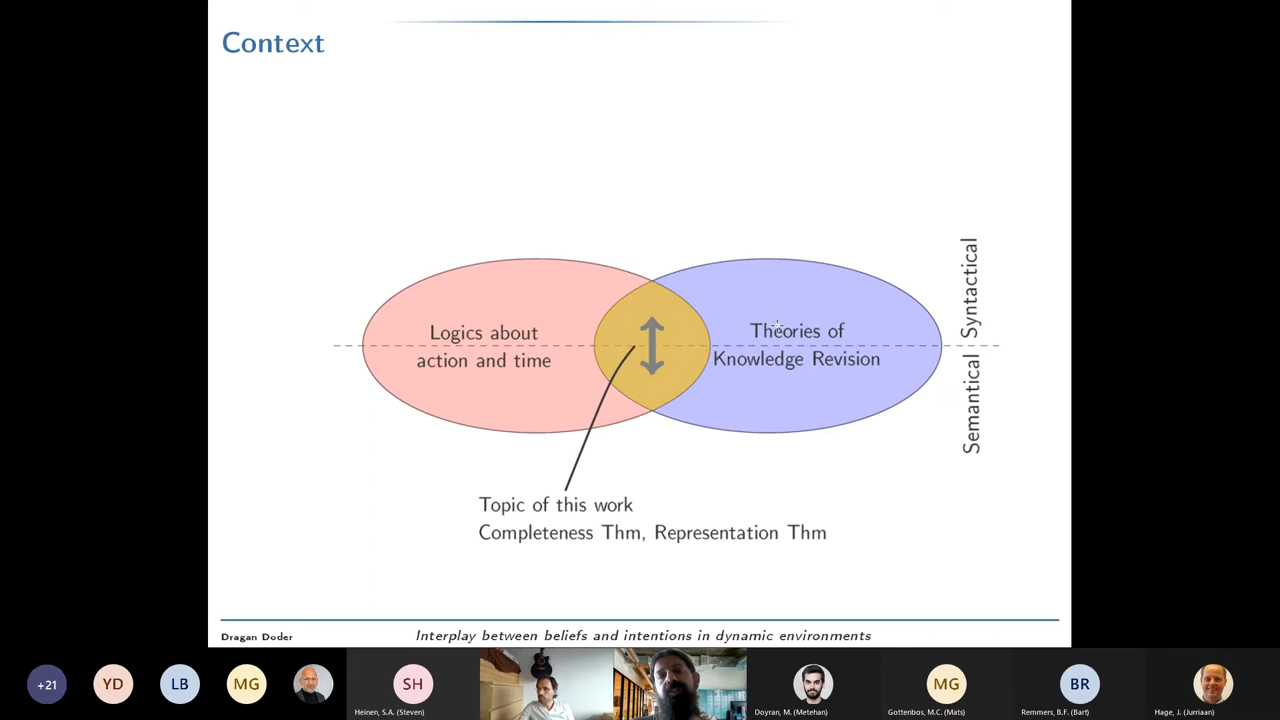 Context
Logics about
action and time
Theories of
Knowledge Revision
Syntactical
Semantical
Topic of this work
Completeness Thm, Representation Thm
Dragan Doder
Interplay between beliefs and intentions in dynamic environments
+21
YD
LB
MG
SH
Heinen, S.A. (Steven)
Doyran, M. (Metehan)
MG
Gottenbos, M.C. (Mats)
BR
Remmers, B.F. (Bart)
Hage, J. (Jurriaan)